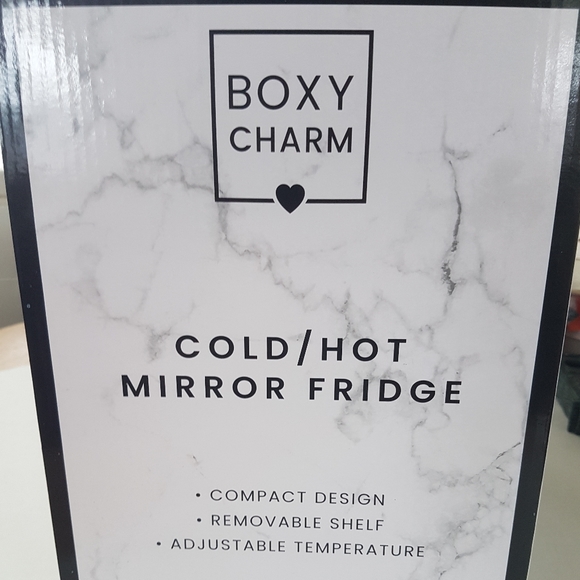 BOXY
CHARM
COLD/HOT
MIRROR FRIDGE
• COMPACT DESIGN
• REMOVABLE SHELF
• ADJUSTABLE TEMPERATURE